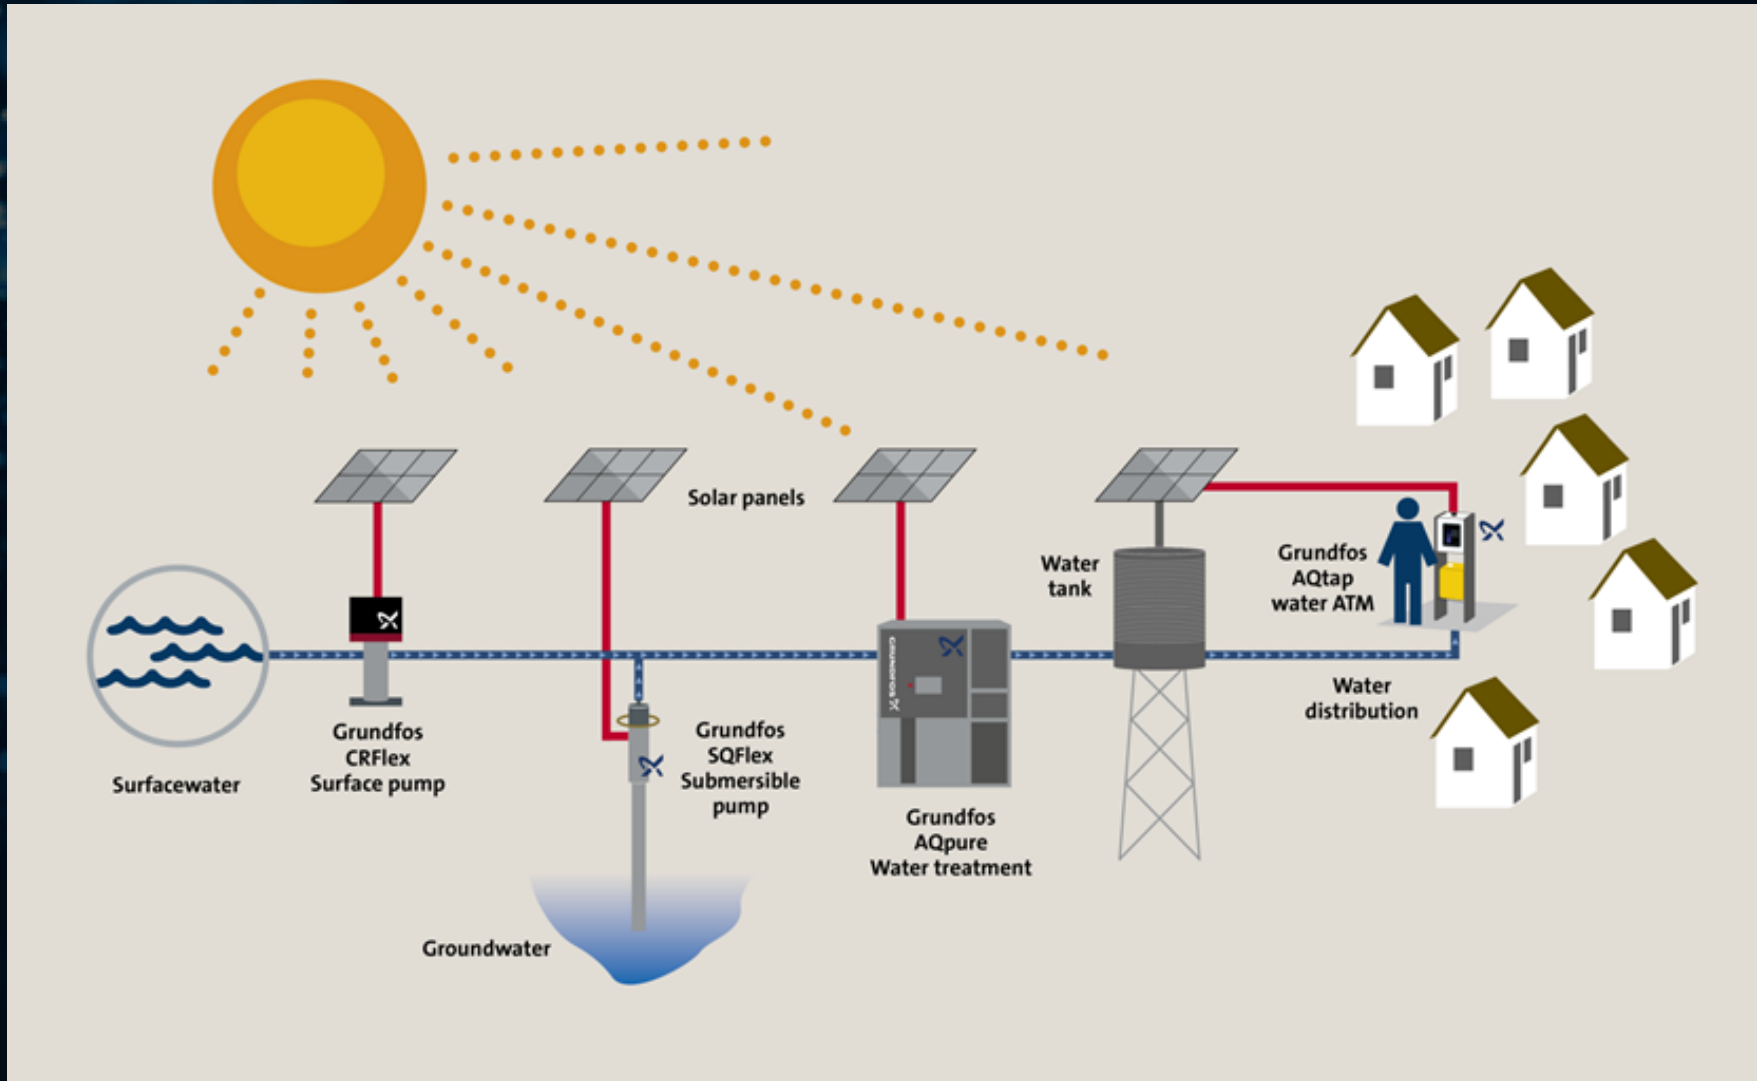 Solar panels
Water
tank
Grundfos
AQtap
water ATM
Water
distribution
Surfacewater
Grundfos
CRFlex
Surface pump
Grundfos
SQFlex
Submersible
pump
GRUNDFOS
Grundfos
AQpure
Water treatment
Groundwater